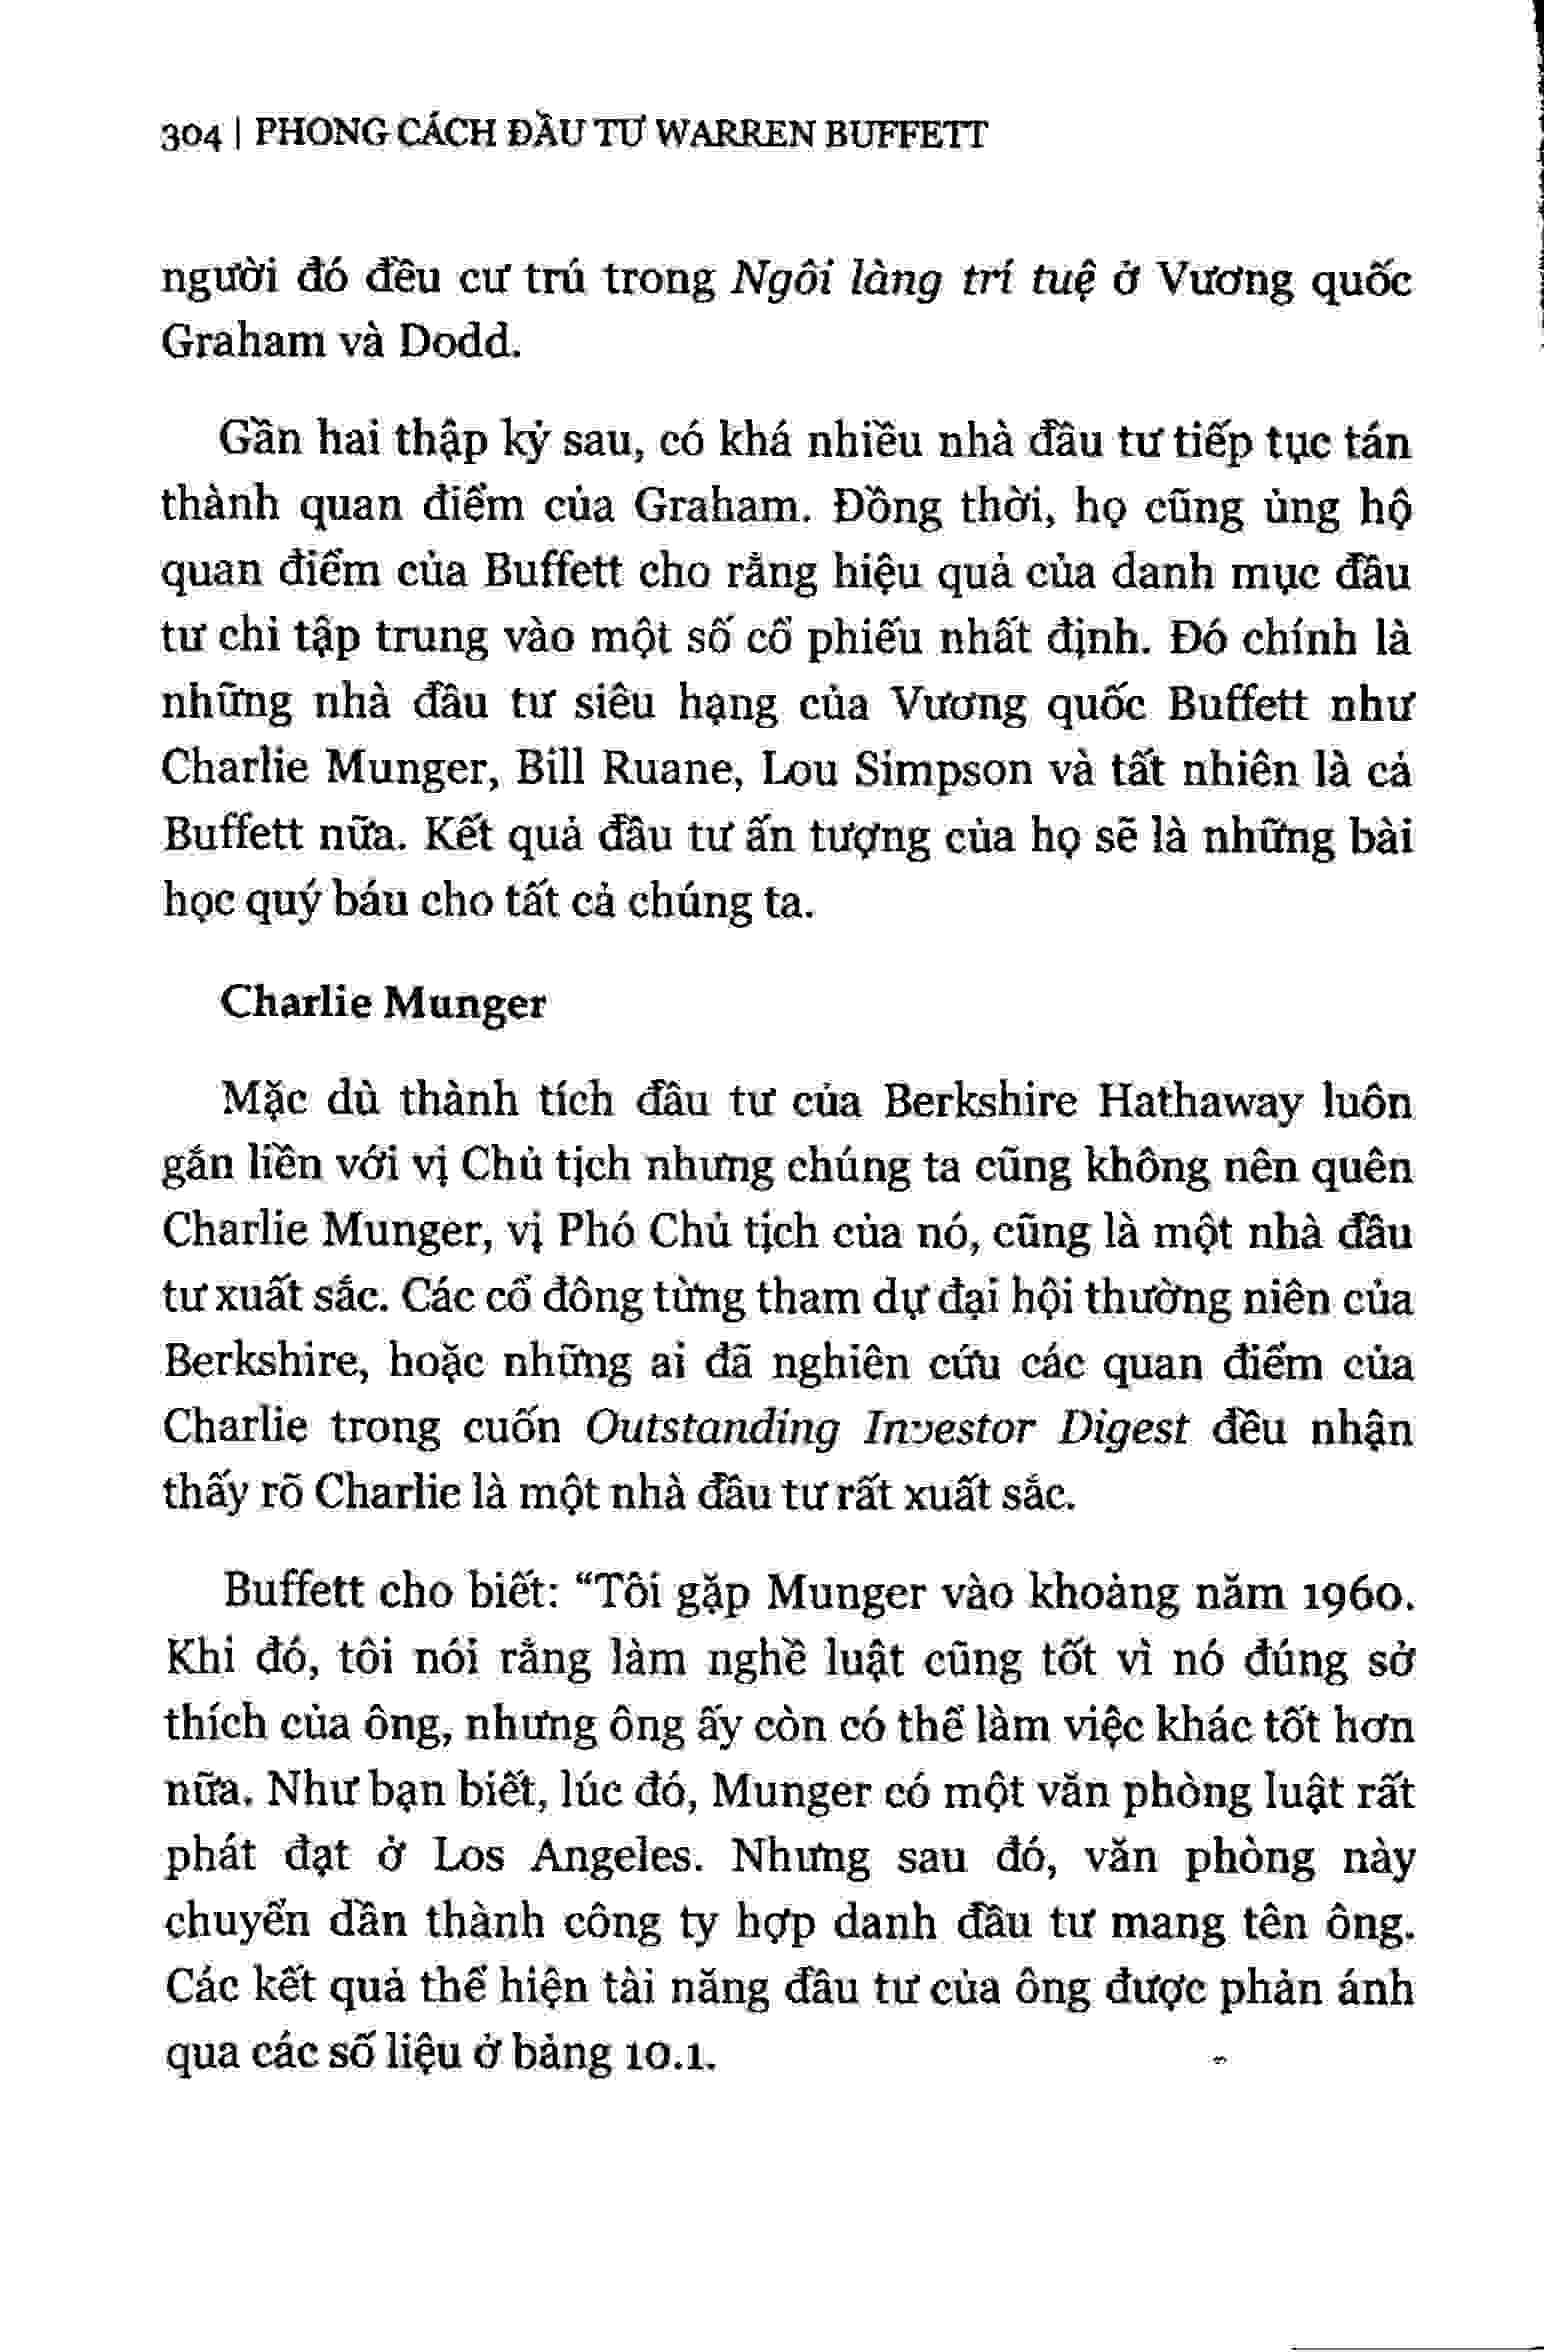 304 | PHONG CÁCH ĐẦU TƯ WARREN BUFFETT
người đó đều cư trú trong Ngôi làng trí tuệ ở Vương quốc
Graham và Dodd.
Gần hai thập kỷ sau, có khá nhiều nhà đầu tư tiếp tục tán
thành quan điểm của Graham. Đồng thời, họ cũng ủng hộ
quan điểm của Buffett cho rằng hiệu quả của danh mục đầu
tư chi tập trung vào một số cổ phiếu nhất định. Đó chính là
những nhà đầu tư siêu hạng của Vương quốc Buffett như
Charlie Munger, Bill Ruane, Lou Simpson và tất nhiên là cả
Buffett nữa. Kết quả đầu tư ấn tượng của họ sẽ là những bài
học quý báu cho tất cả chúng ta.
Charlie Munger
Mặc dù thành tích đầu tư của Berkshire Hathaway luôn
gắn liền với vị Chủ tịch nhưng chúng ta cũng không nên quên
Charlie Munger, vị Phó Chủ tịch của nó, cũng là một nhà đầu
tư xuất sắc. Các cổ đông từng tham dự đại hội thường niên của
Berkshire, hoặc những ai đã nghiên cứu các quan điểm của
Charlie trong cuốn Outstanding Investor Digest đều nhận
thấy rõ Charlie là một nhà đầu tư rất xuất sắc.
Buffett cho biết: “Tôi gặp Munger vào khoảng năm 1960.
Khi đó, tôi nói rằng làm nghề luật cũng tốt vì nó đúng sở
thích của ông, nhưng ông ấy còn có thể làm việc khác tốt hơn
nữa. Như bạn biết, lúc đó, Munger có một văn phòng luật rất
phát đạt ở Los Angeles. Nhưng sau đó, văn phòng này
chuyển dần thành công ty hợp danh đầu tư mang tên ông.
Các kết quả thể hiện tài năng đầu tư của ông được phản ánh
qua các số liệu ở bảng 10.1.